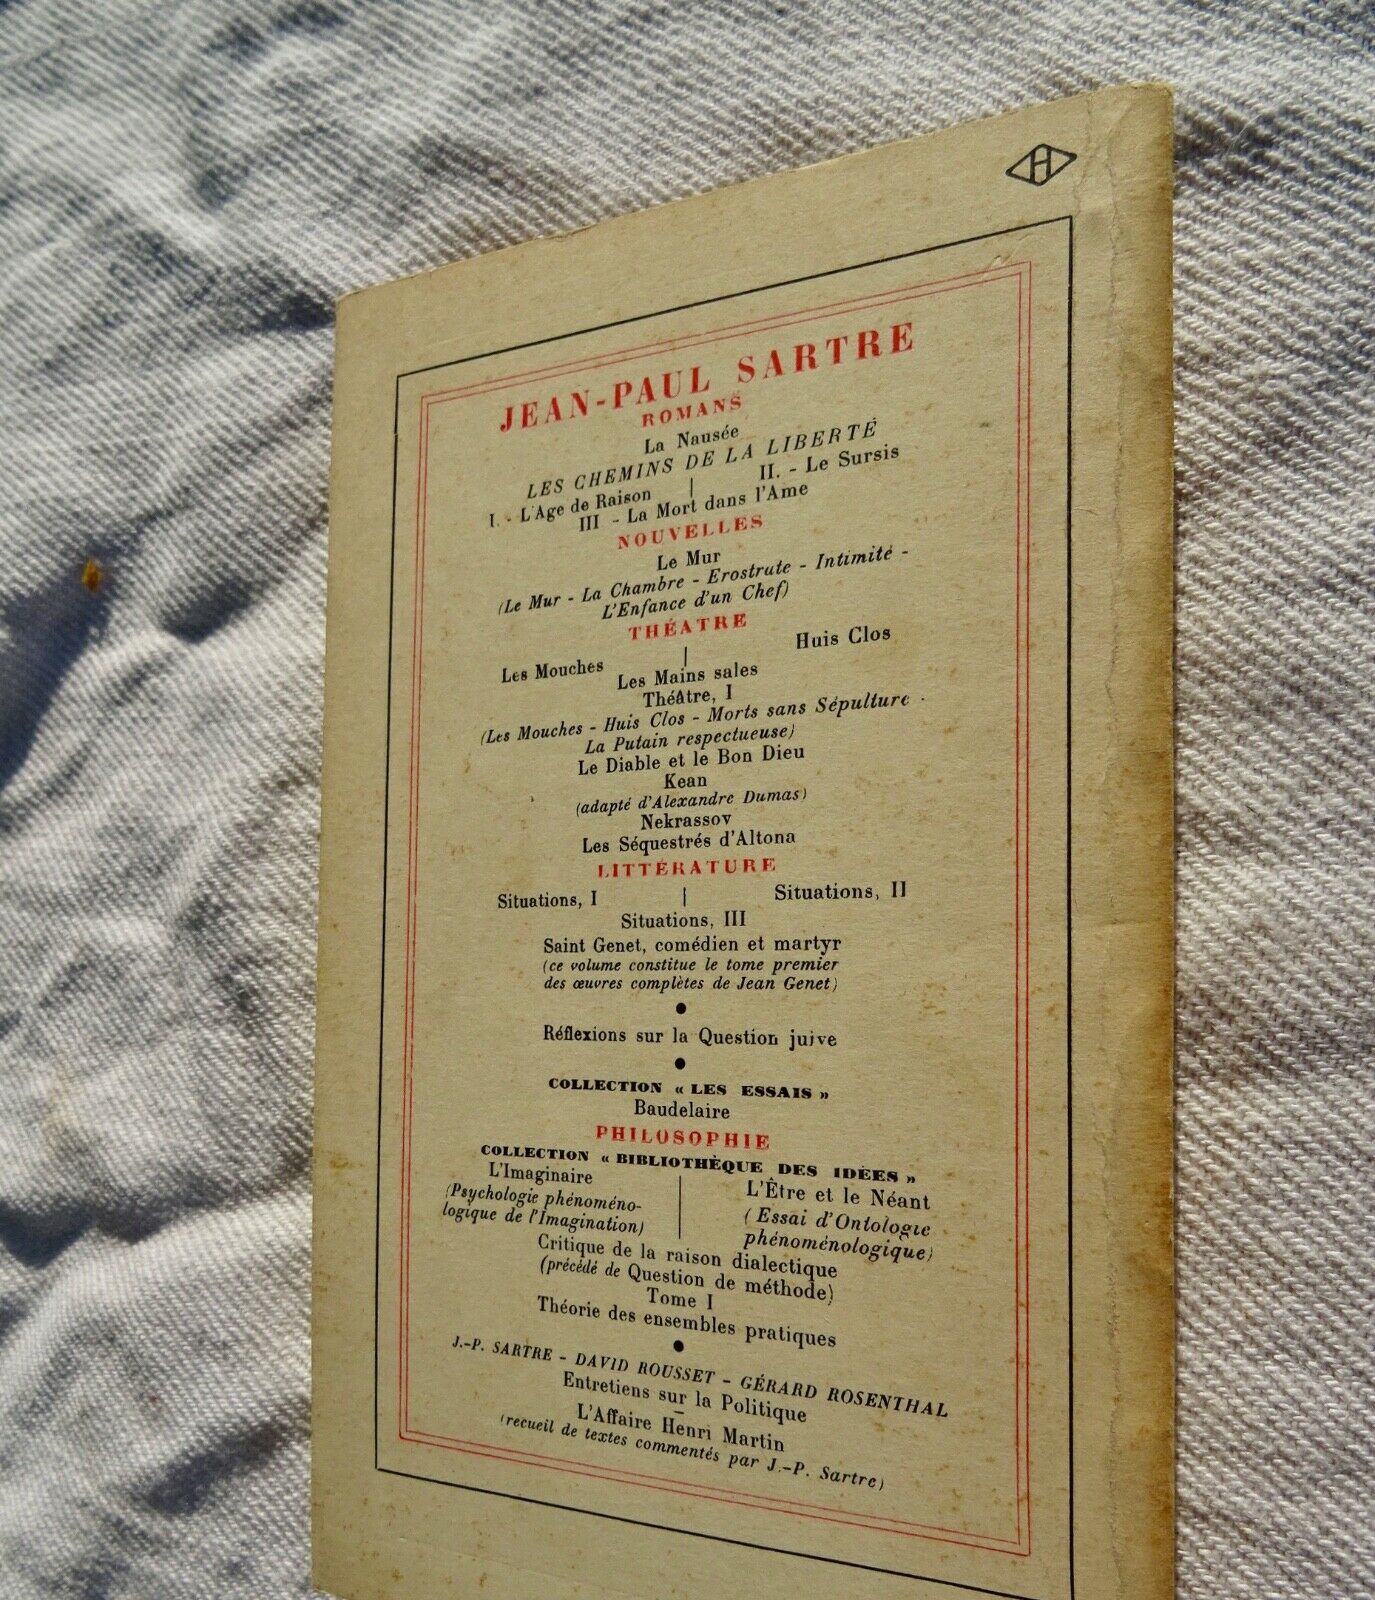 H
JEAN-PAUL SARTRE
ROMANS
La Nausée
LES CHEMINS DE LA LIBERTÉ
I. - L'Age de Raison | II. - Le Sursis
III - La Mort dans l'Ame
NOUVELLES
Le Mur
(Le Mur - La Chambre - Erostrute - Intimité -
L'Enfance d'un Chef)
THÉATRE
Les Mouches | Huis Clos
Les Mains sales
Théâtre, I
(Les Mouches - Huis Clos - Morts sans Sépulture -
La Putain respectueuse)
Le Diable et le Bon Dieu
Kean
(adapté d'Alexandre Dumas)
Nekrassov
Les Séquestrés d'Altona
LITTÉRATURE
Situations, I | Situations, II
Situations, III
Saint Genet, comédien et martyr
(ce volume constitue le tome premier
des œuvres complètes de Jean Genet)
●
Réflexions sur la Question juive
●
COLLECTION « LES ESSAIS »
Baudelaire
PHILOSOPHIE
COLLECTION « BIBLIOTHÈQUE DES IDÉES »
L'Imaginaire
(Psychologie phénoméno-
logique de l'Imagination)
L'Être et le Néant
(Essai d'Ontologie
phénoménologique)
Critique de la raison dialectique
(précédé de Question de méthode)
Tome I
Théorie des ensembles pratiques
●
J.-P. SARTRE - DAVID ROUSSET - GÉRARD ROSENTHAL
Entretiens sur la Politique
—
L'Affaire Henri Martin
(recueil de textes commentés par J.-P. Sartre)